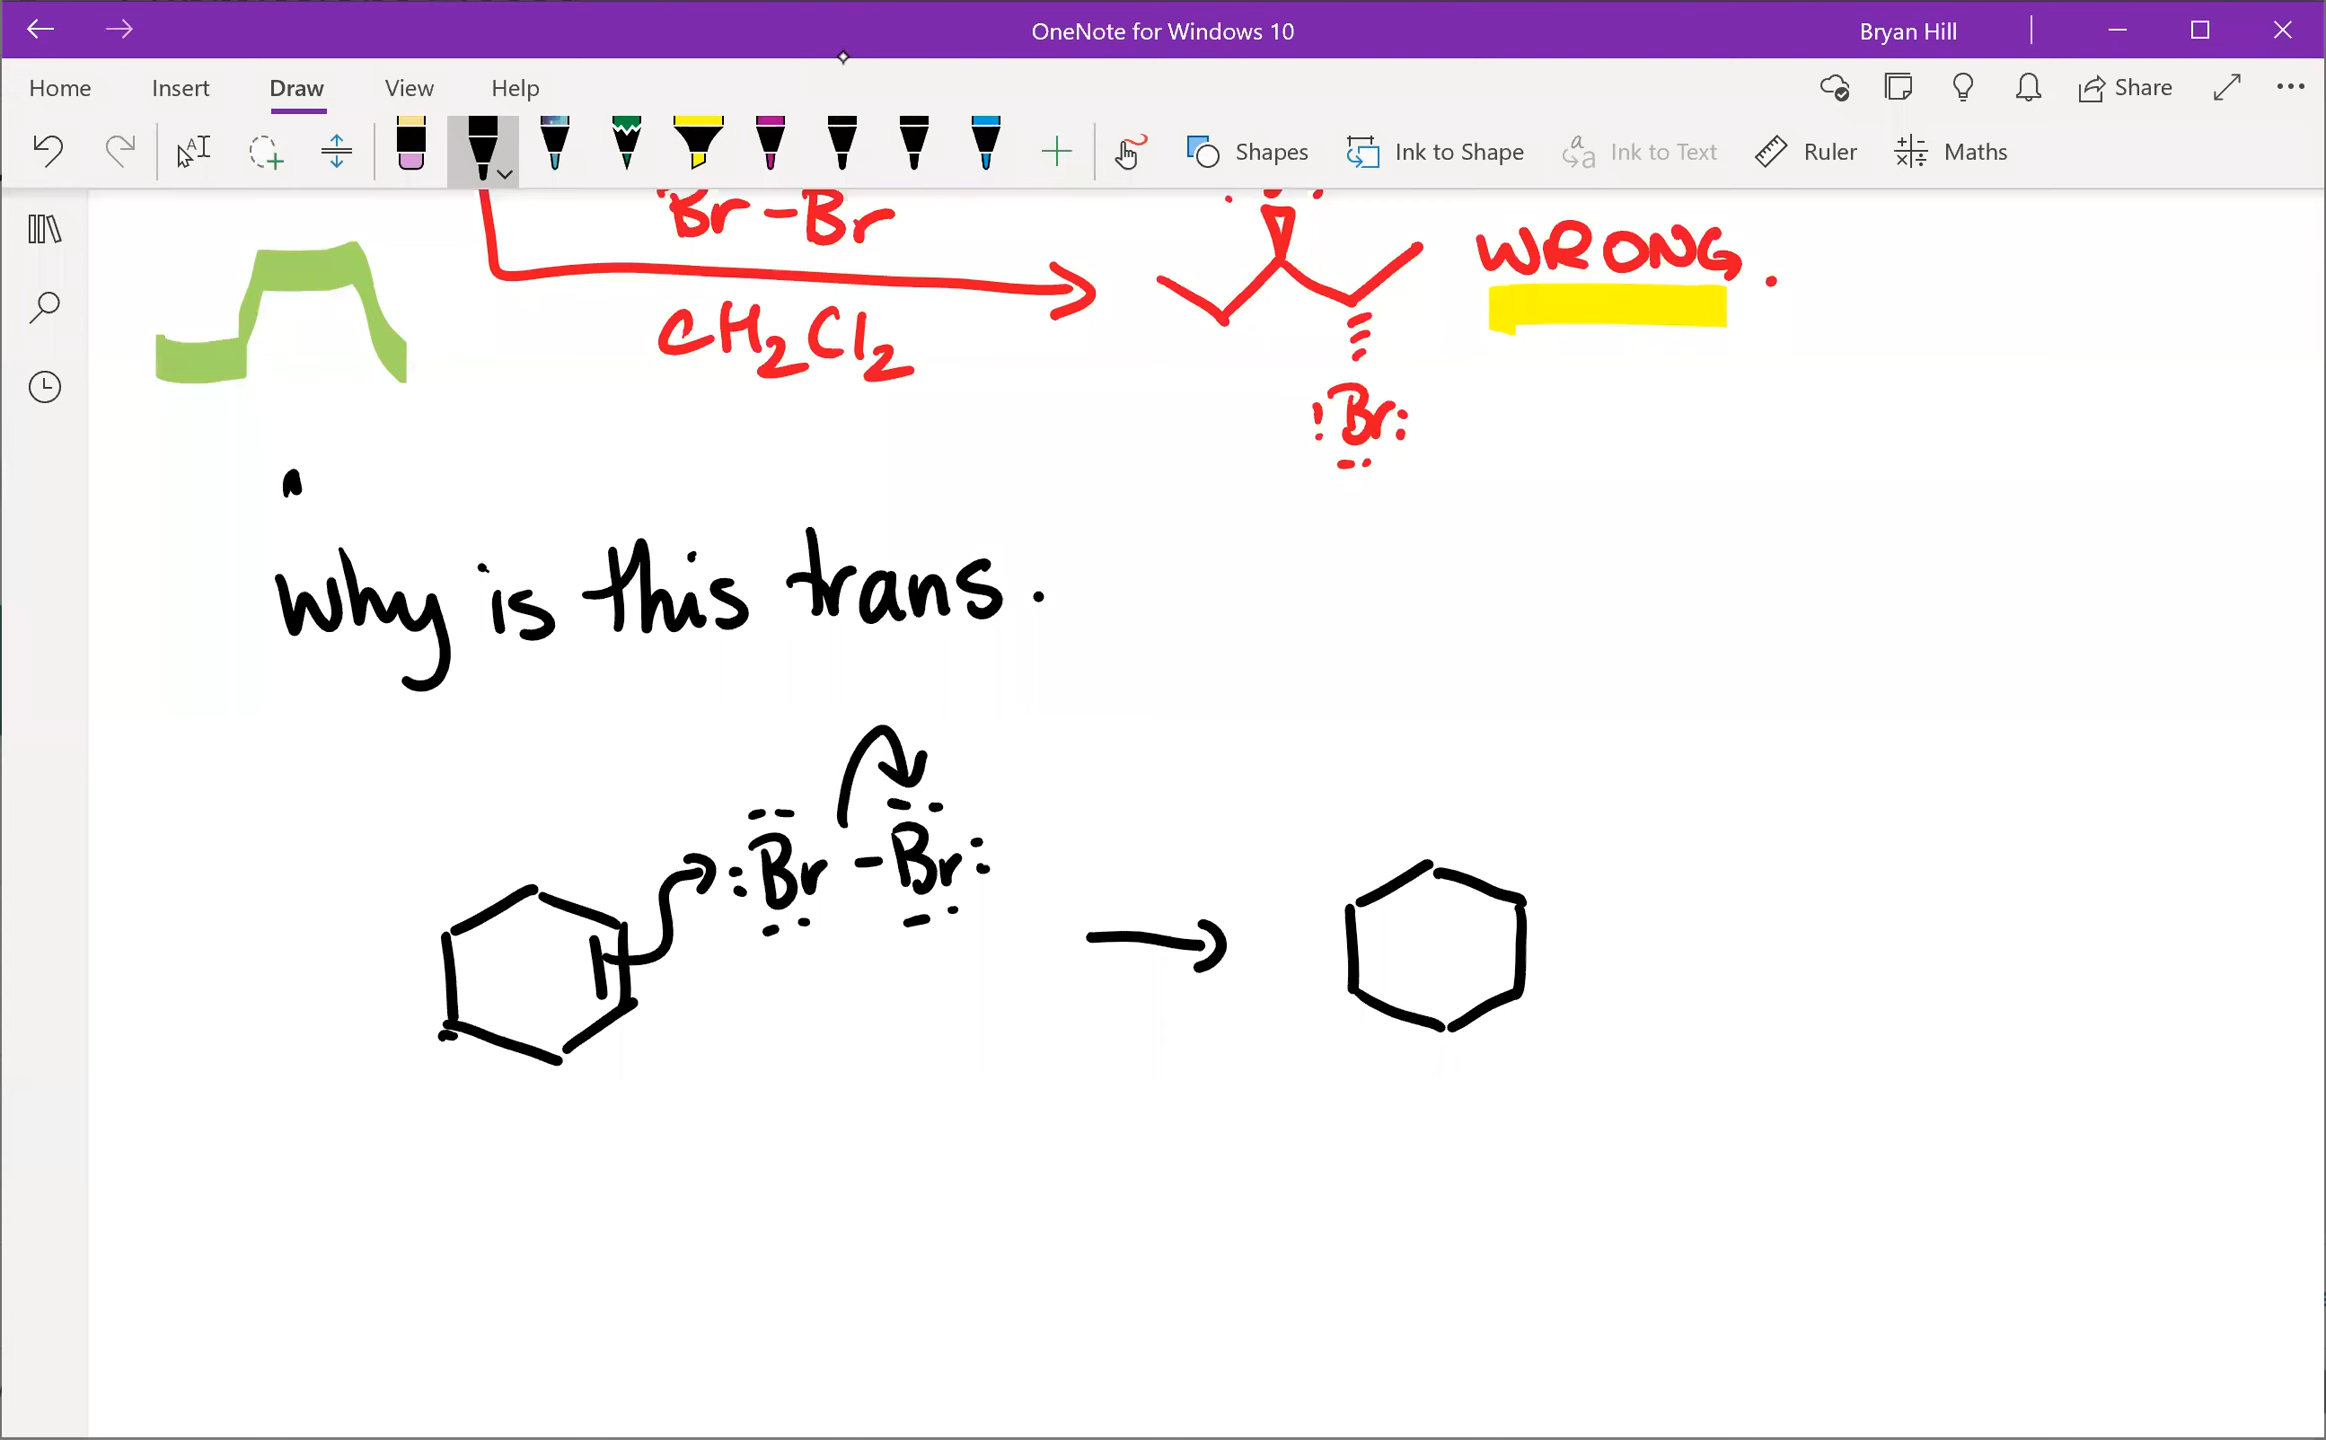 OneNote for Windows 10
Bryan Hill
Home Insert Draw View Help
Share
Shapes Ink to Shape Ink to Text Ruler Maths
Br-Br
CH2Cl2
WRONG.
:Br:
Why is this trans.
:Br-Br: